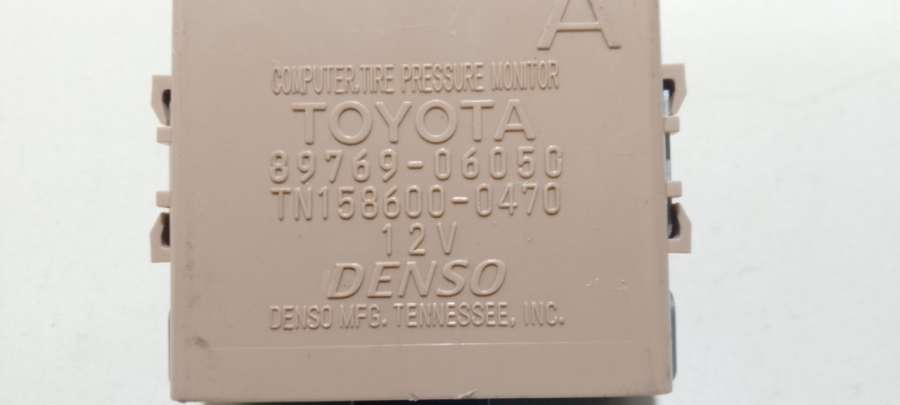 A
COMPUTER,TIRE PRESSURE MONITOR
TOYOTA
89769-06050
TN158600-0470
12V
DENSO
DENSO MFG. TENNESSEE, INC.